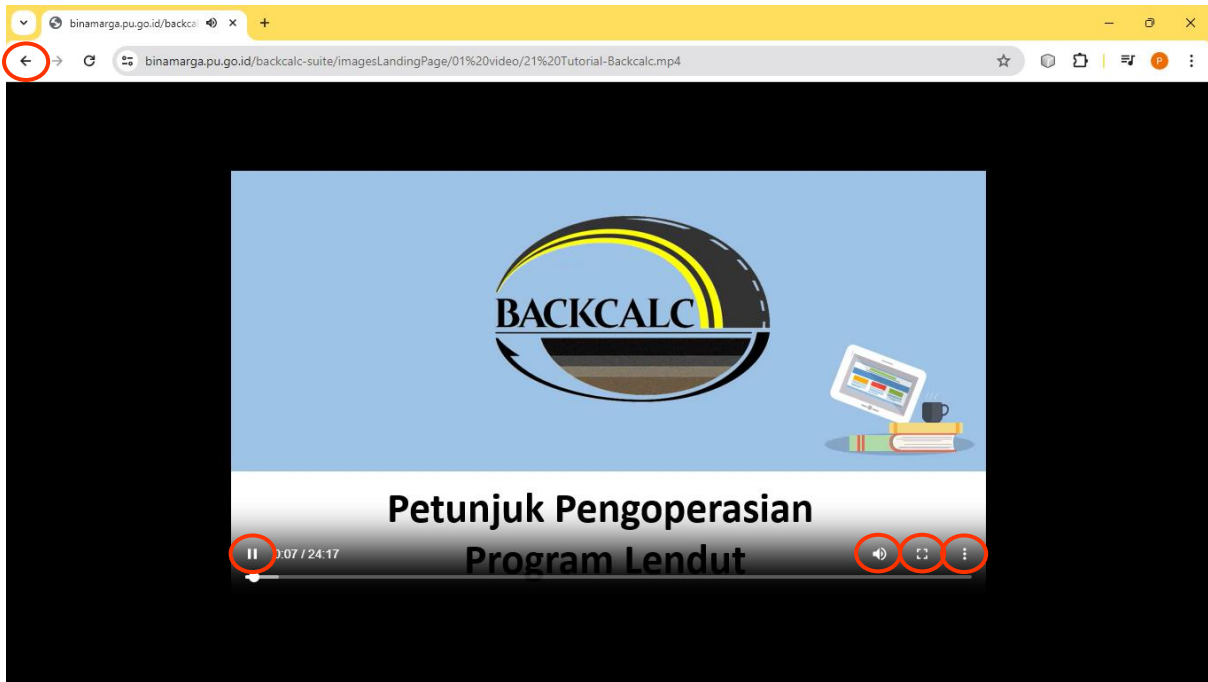 binamarga.pu.go.id/backca
binamarga.pu.go.id/backcalc-suite/imagesLandingPage/01%20video/21%20Tutorial-Backcalc.mp4
P
BACKCALC
Petunjuk Pengoperasian
Program Lendut
0:07 / 24:17